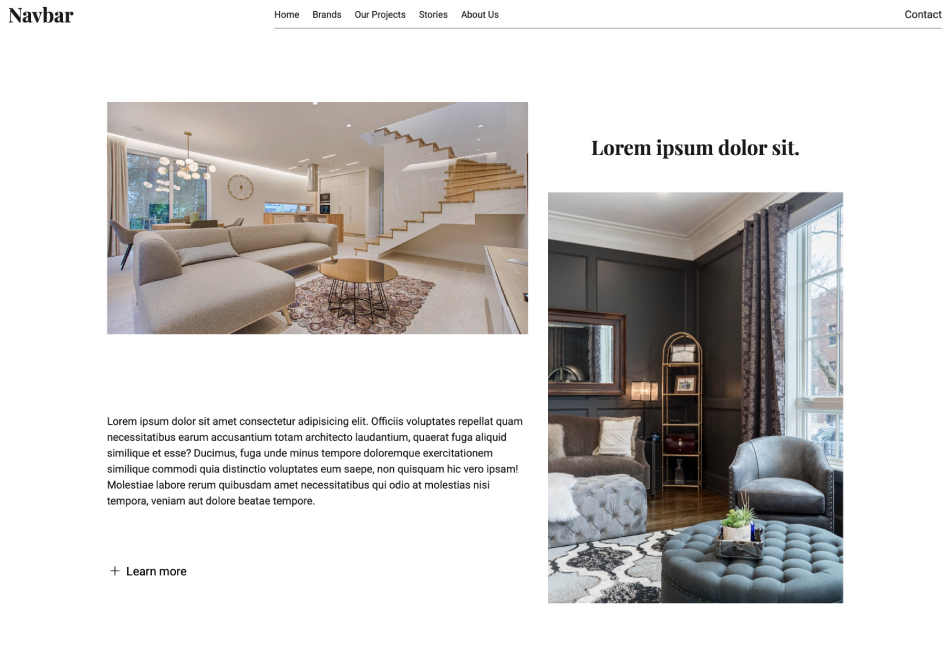 Navbar
Home Brands Our Projects Stories About Us
Contact
Lorem ipsum dolor sit.
Lorem ipsum dolor sit amet consectetur adipisicing elit. Officiis voluptates repellat quam
necessitatibus earum accusantium totam architecto laudantium, quaerat fuga aliquid
similique et esse? Ducimus, fuga unde minus tempore doloremque exercitationem
similique commodi quia distinctio voluptates eum saepe, non quisquam hic vero ipsam!
Molestiae labore rerum quibusdam amet necessitatibus qui odio at molestias nisi
tempora, veniam aut dolore beatae tempore.
+ Learn more